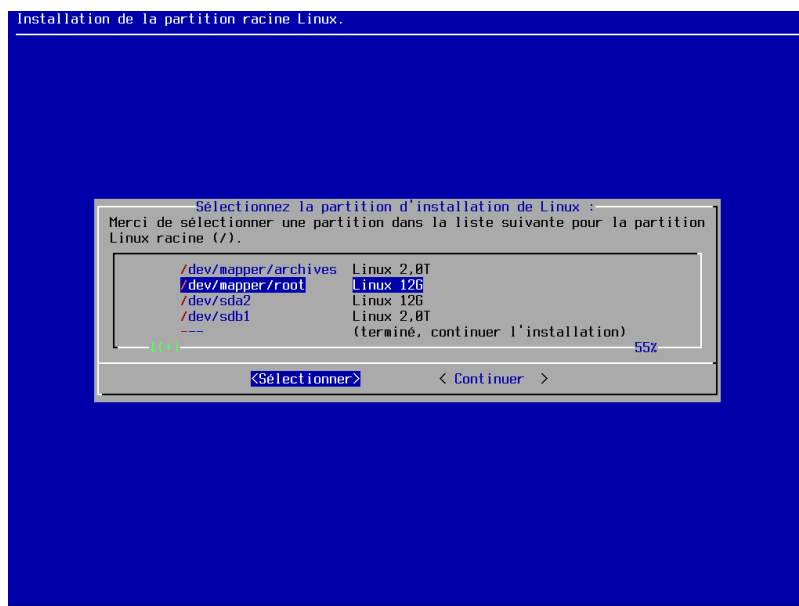 Installation de la partition racine Linux.
Sélectionnez la partition d'installation de Linux :
Merci de sélectionner une partition dans la liste suivante pour la partition
Linux racine (/).
/dev/mapper/archives Linux 2,0T
/dev/mapper/root Linux 12G
/dev/sda2 Linux 12G
/dev/sdb1 Linux 2,0T
--- (terminé, continuer l'installation)
↓(+) 55%
<Sélectionner> < Continuer >